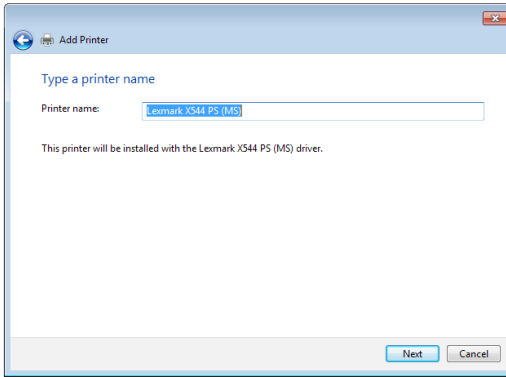 Add Printer
Type a printer name
Printer name: Lexmark X544 PS (MS)
This printer will be installed with the Lexmark X544 PS (MS) driver.
Next Cancel